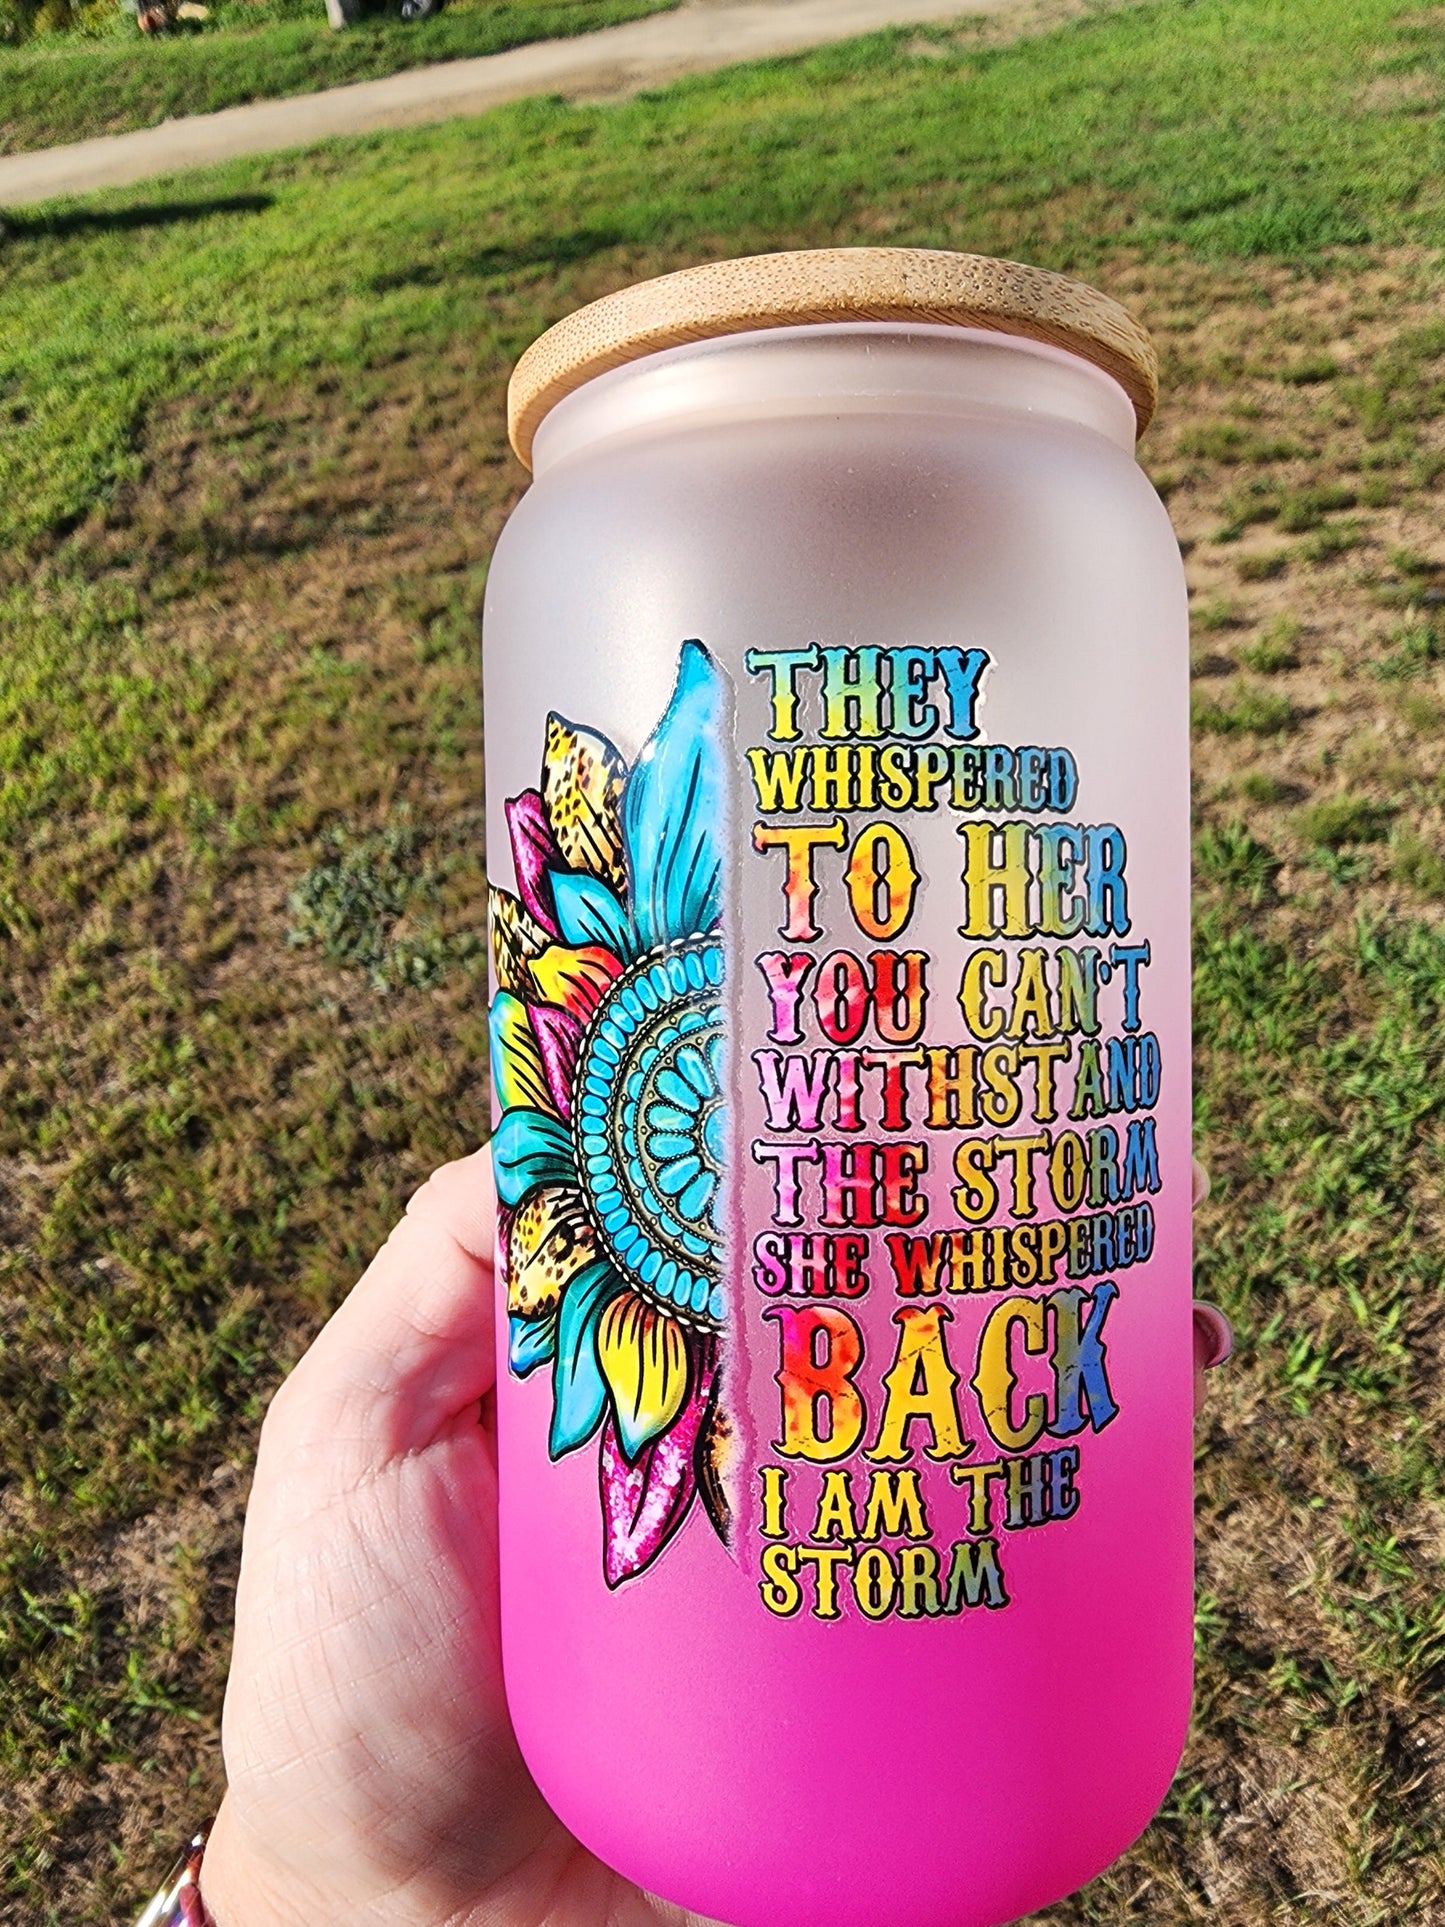 THEY
WHISPERED
TO HER
YOU CAN'T
WITHSTAND
THE STORM
SHE WHISPERED
BACK
I AM THE
STORM